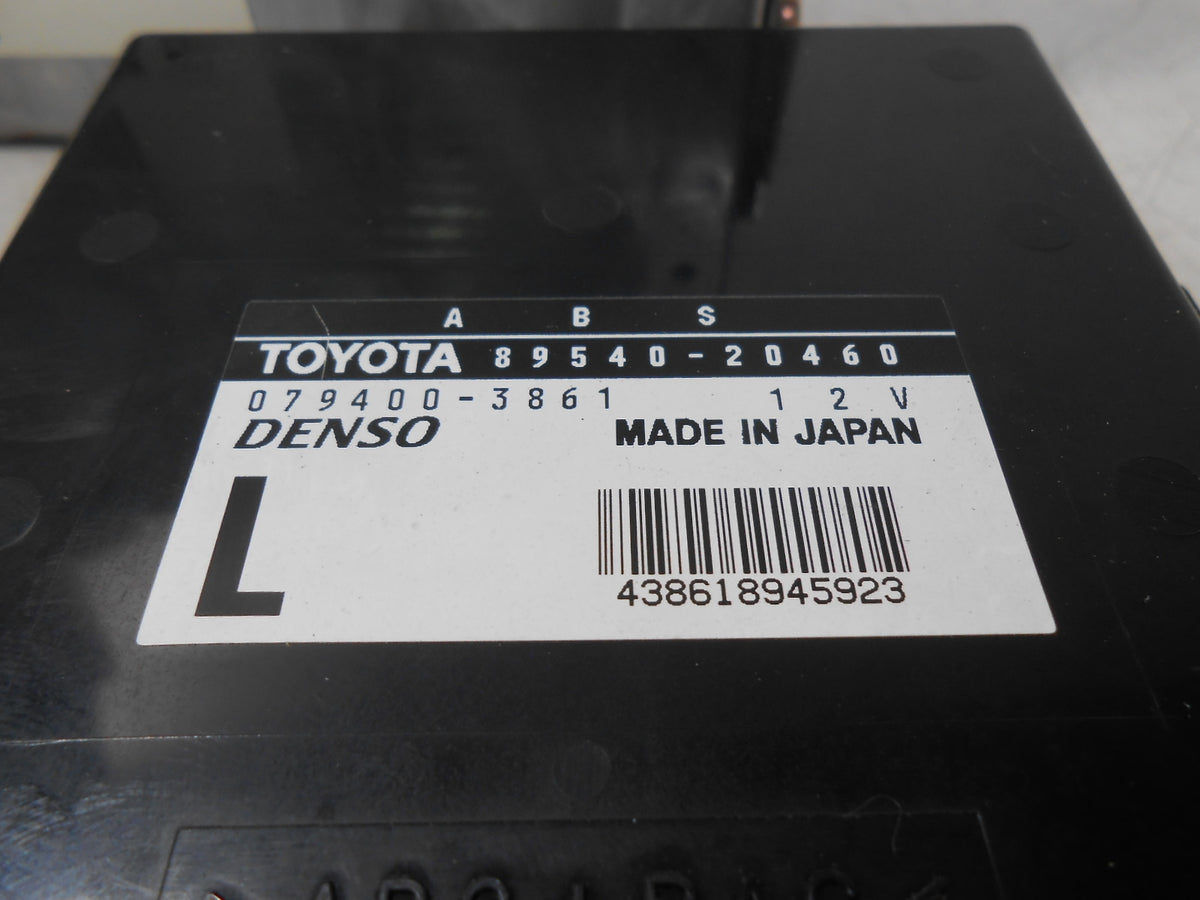 A B S
TOYOTA 89540-20460
079400-3861 12V
DENSO MADE IN JAPAN
L
438618945923